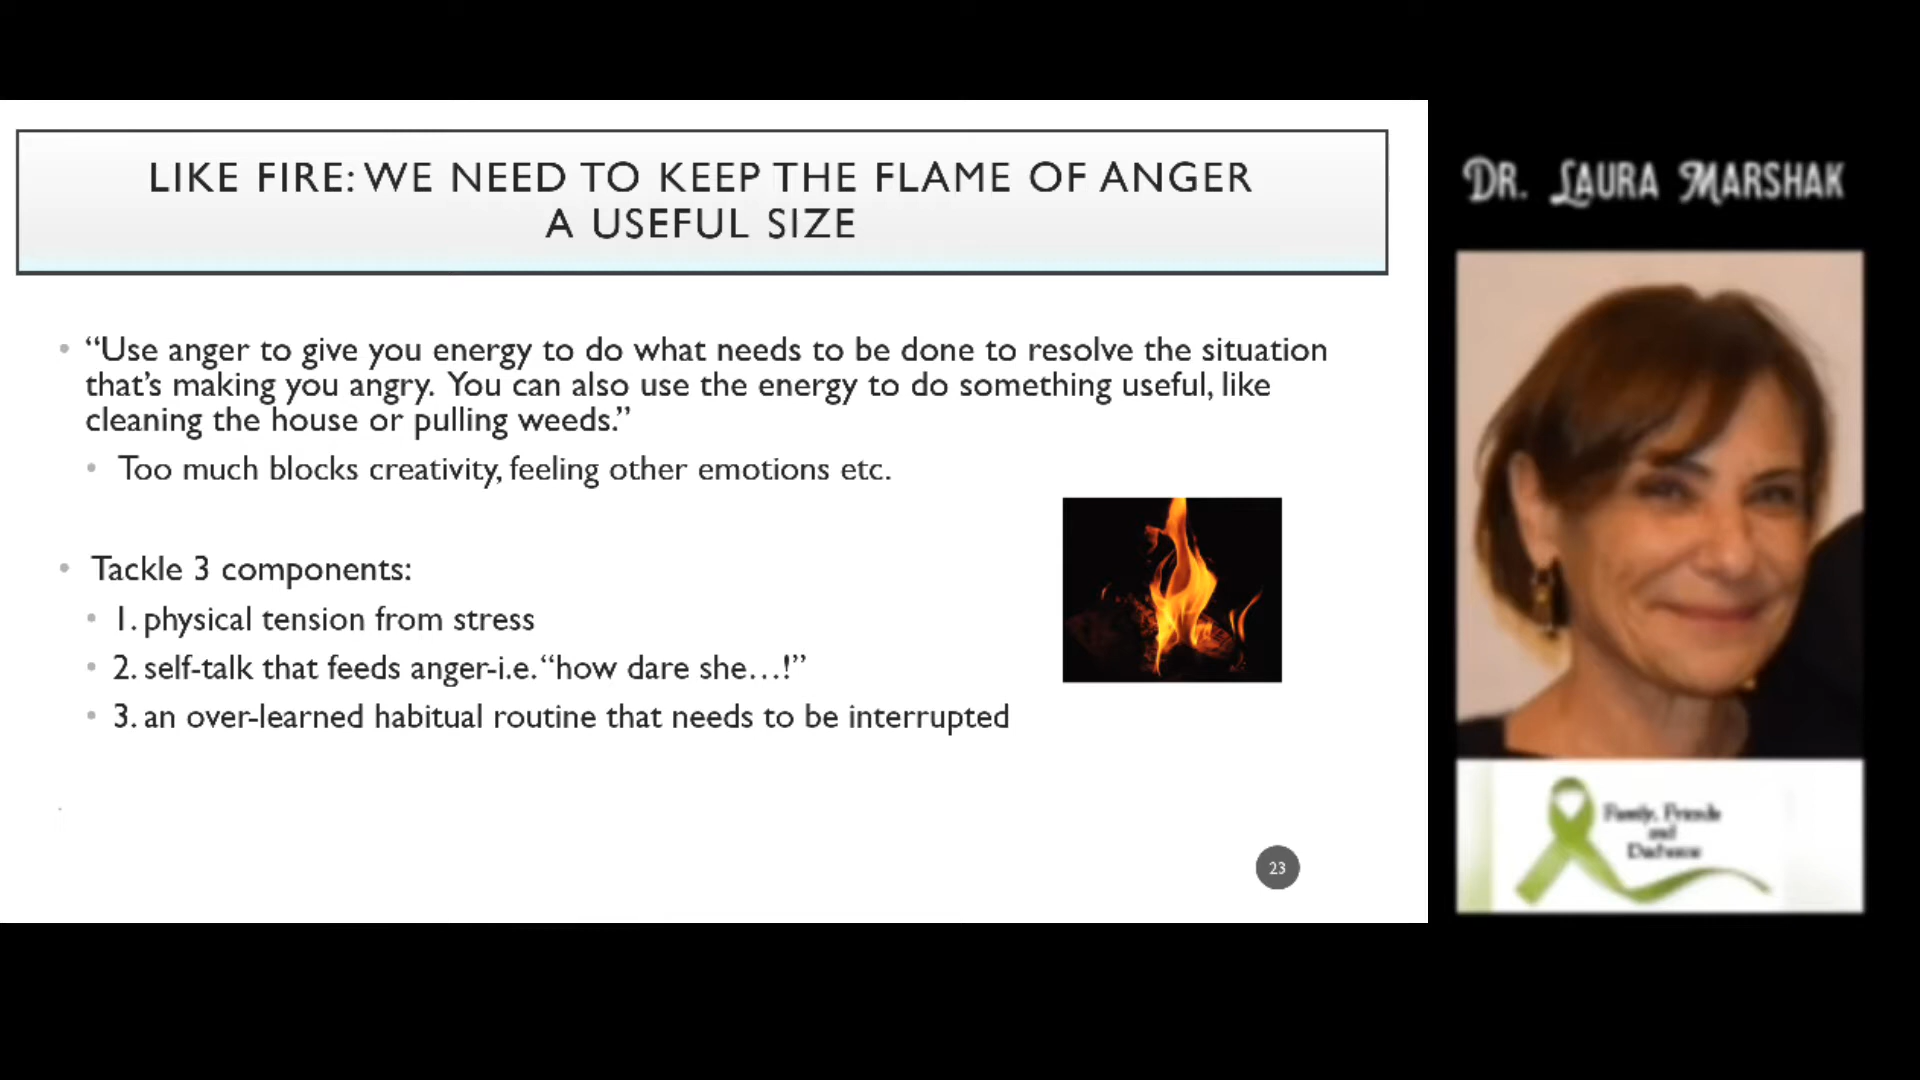 LIKE FIRE: WE NEED TO KEEP THE FLAME OF ANGER
A USEFUL SIZE
• “Use anger to give you energy to do what needs to be done to resolve the situation
that’s making you angry. You can also use the energy to do something useful, like
cleaning the house or pulling weeds.”
• Too much blocks creativity, feeling other emotions etc.
• Tackle 3 components:
• 1. physical tension from stress
• 2. self-talk that feeds anger-i.e. “how dare she…!”
• 3. an over-learned habitual routine that needs to be interrupted
23
DR. LAURA MARSHAK
Family, Friends
and
Duchenne